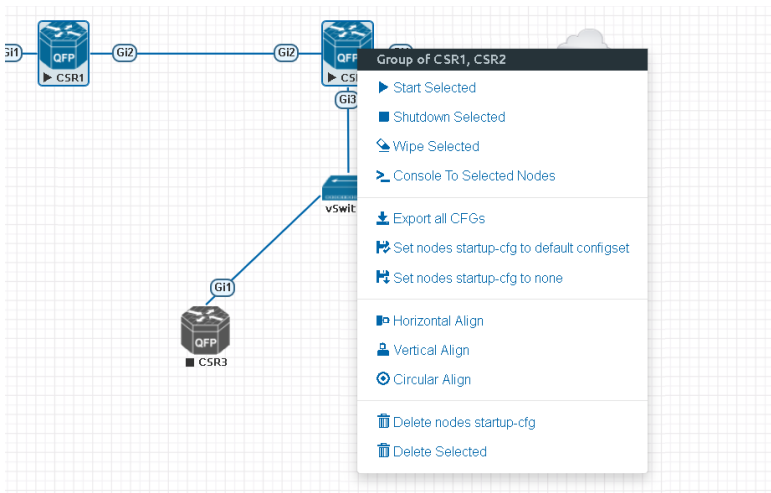 Gi1
QFP
CSR1
Gi2
Gi2
QFP
Gi3
vSwit
Gi1
QFP
CSR3
Group of CSR1, CSR2
Start Selected
Shutdown Selected
Wipe Selected
Console To Selected Nodes
Export all CFGs
Set nodes startup-cfg to default configset
Set nodes startup-cfg to none
Horizontal Align
Vertical Align
Circular Align
Delete nodes startup-cfg
Delete Selected